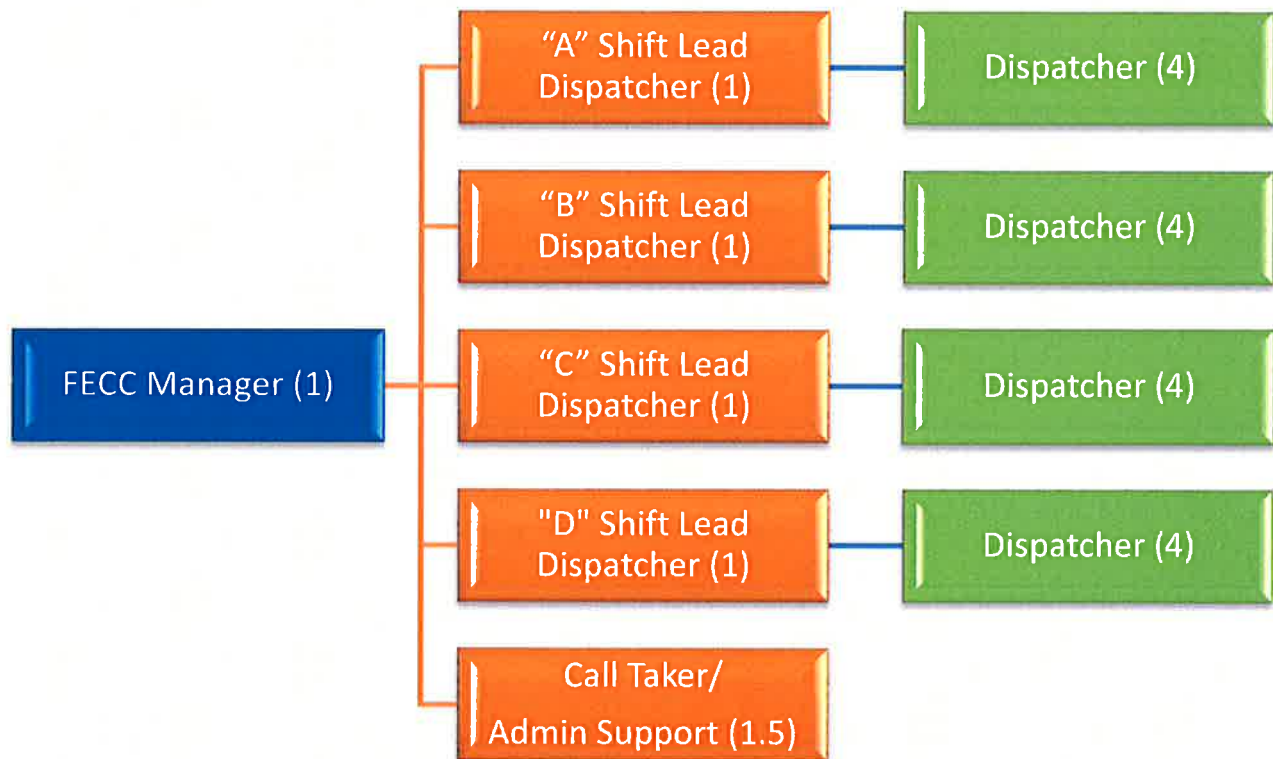 “A” Shift Lead
Dispatcher (1)
Dispatcher (4)
“B” Shift Lead
Dispatcher (1)
Dispatcher (4)
FECC Manager (1)
“C” Shift Lead
Dispatcher (1)
Dispatcher (4)
"D" Shift Lead
Dispatcher (1)
Dispatcher (4)
Call Taker/
Admin Support (1.5)